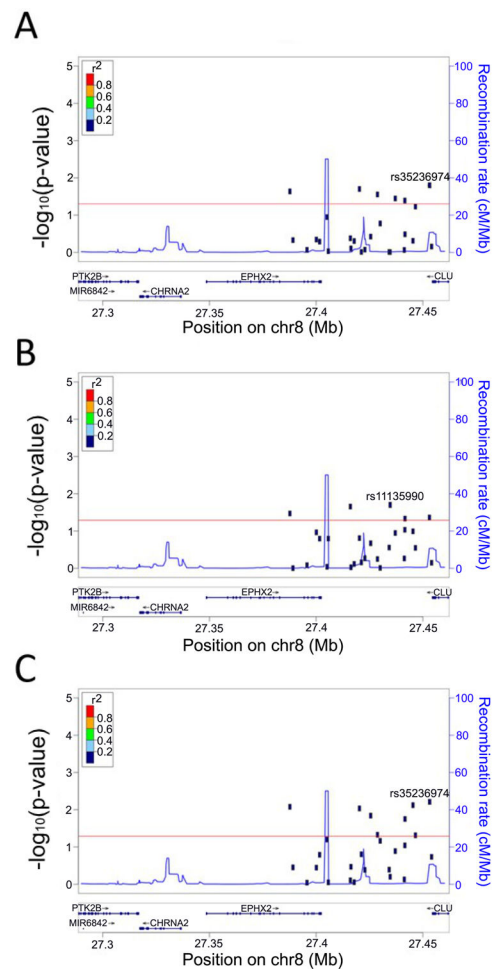 A
-log10(p-value)
Recombination rate (cM/Mb)
r2
0.8
0.6
0.4
0.2
5
4
3
2
1
0
100
80
60
40
20
0
rs35236974
PTK2B→
EPHX2→
←CLU
MIR6842→
←CHRNA2
27.3
27.35
27.4
27.45
Position on chr8 (Mb)
B
-log10(p-value)
Recombination rate (cM/Mb)
r2
0.8
0.6
0.4
0.2
5
4
3
2
1
0
100
80
60
40
20
0
rs11135990
PTK2B→
EPHX2→
←CLU
MIR6842→
←CHRNA2
27.3
27.35
27.4
27.45
Position on chr8 (Mb)
C
-log10(p-value)
Recombination rate (cM/Mb)
r2
0.8
0.6
0.4
0.2
5
4
3
2
1
0
100
80
60
40
20
0
rs35236974
PTK2B→
EPHX2→
←CLU
MIR6842→
←CHRNA2
27.3
27.35
27.4
27.45
Position on chr8 (Mb)